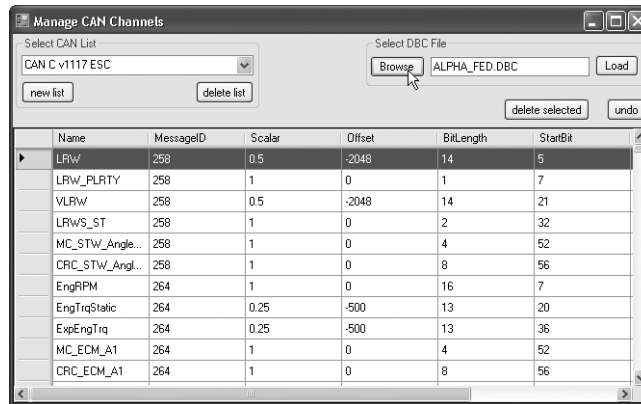 Manage CAN Channels
Select CAN List
Select DBC File
CAN C v1117 ESC
Browse ALPHA_FED.DBC Load
new list delete list
delete selected undo
Name MessageID Scalar Offset BitLength StartBit
LRW 258 0.5 -2048 14 5
LRW_PLRTY 258 1 0 1 7
VLRW 258 0.5 -2048 14 21
LRWS_ST 258 1 0 2 32
MC_STW_Angle... 258 1 0 4 52
CRC_STW_Angl... 258 1 0 8 56
EngRPM 264 1 0 16 7
EngTrqStatic 264 0.25 -500 13 20
ExpEngTrq 264 0.25 -500 13 36
MC_ECM_A1 264 1 0 4 52
CRC_ECM_A1 264 1 0 8 56